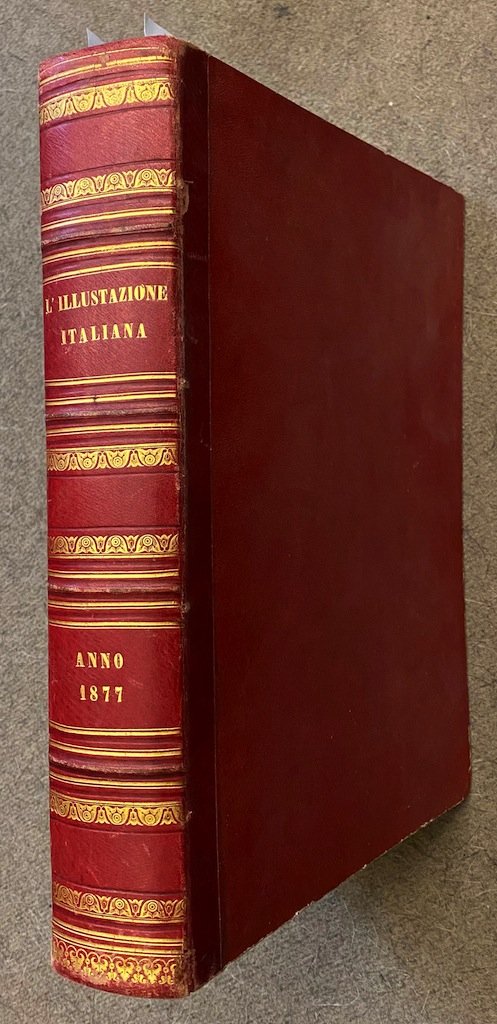 L' ILLUSTAZIONE
ITALIANA
ANNO
1877